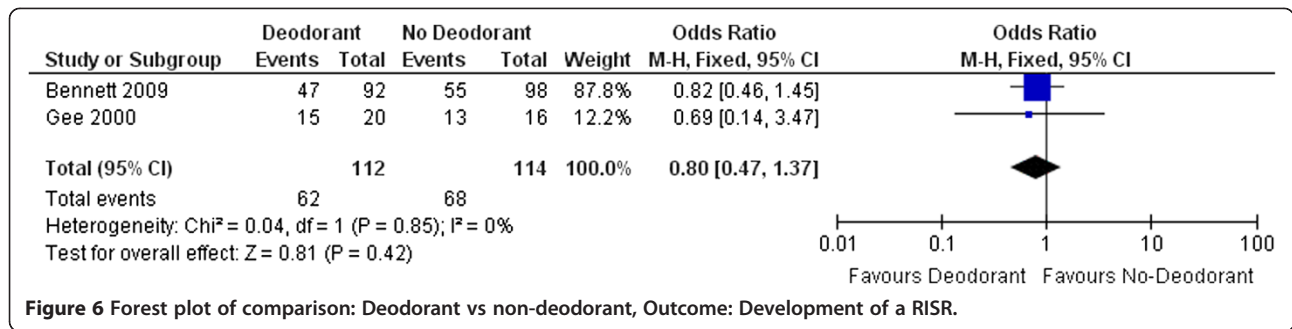 Deodorant No Deodorant Odds Ratio Odds Ratio
Study or Subgroup Events Total Events Total Weight M-H, Fixed, 95% CI M-H, Fixed, 95% CI
Bennett 2009 47 92 55 98 87.8% 0.82 [0.46, 1.45]
Gee 2000 15 20 13 16 12.2% 0.69 [0.14, 3.47]
Total (95% CI) 112 114 100.0% 0.80 [0.47, 1.37]
Total events 62 68
Heterogeneity: Chi² = 0.04, df = 1 (P = 0.85); I² = 0%
Test for overall effect: Z = 0.81 (P = 0.42)
0.01 0.1 1 10 100
Favours Deodorant Favours No-Deodorant
Figure 6 Forest plot of comparison: Deodorant vs non-deodorant, Outcome: Development of a RISR.